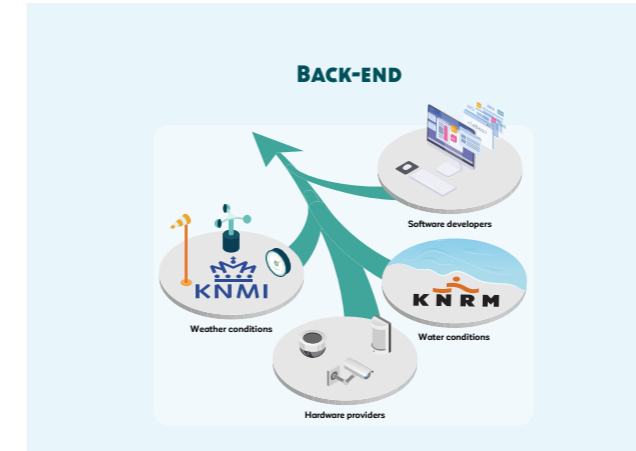 BACK-END
Software developers
KNMI
Weather conditions
KNRM
Water conditions
Hardware providers